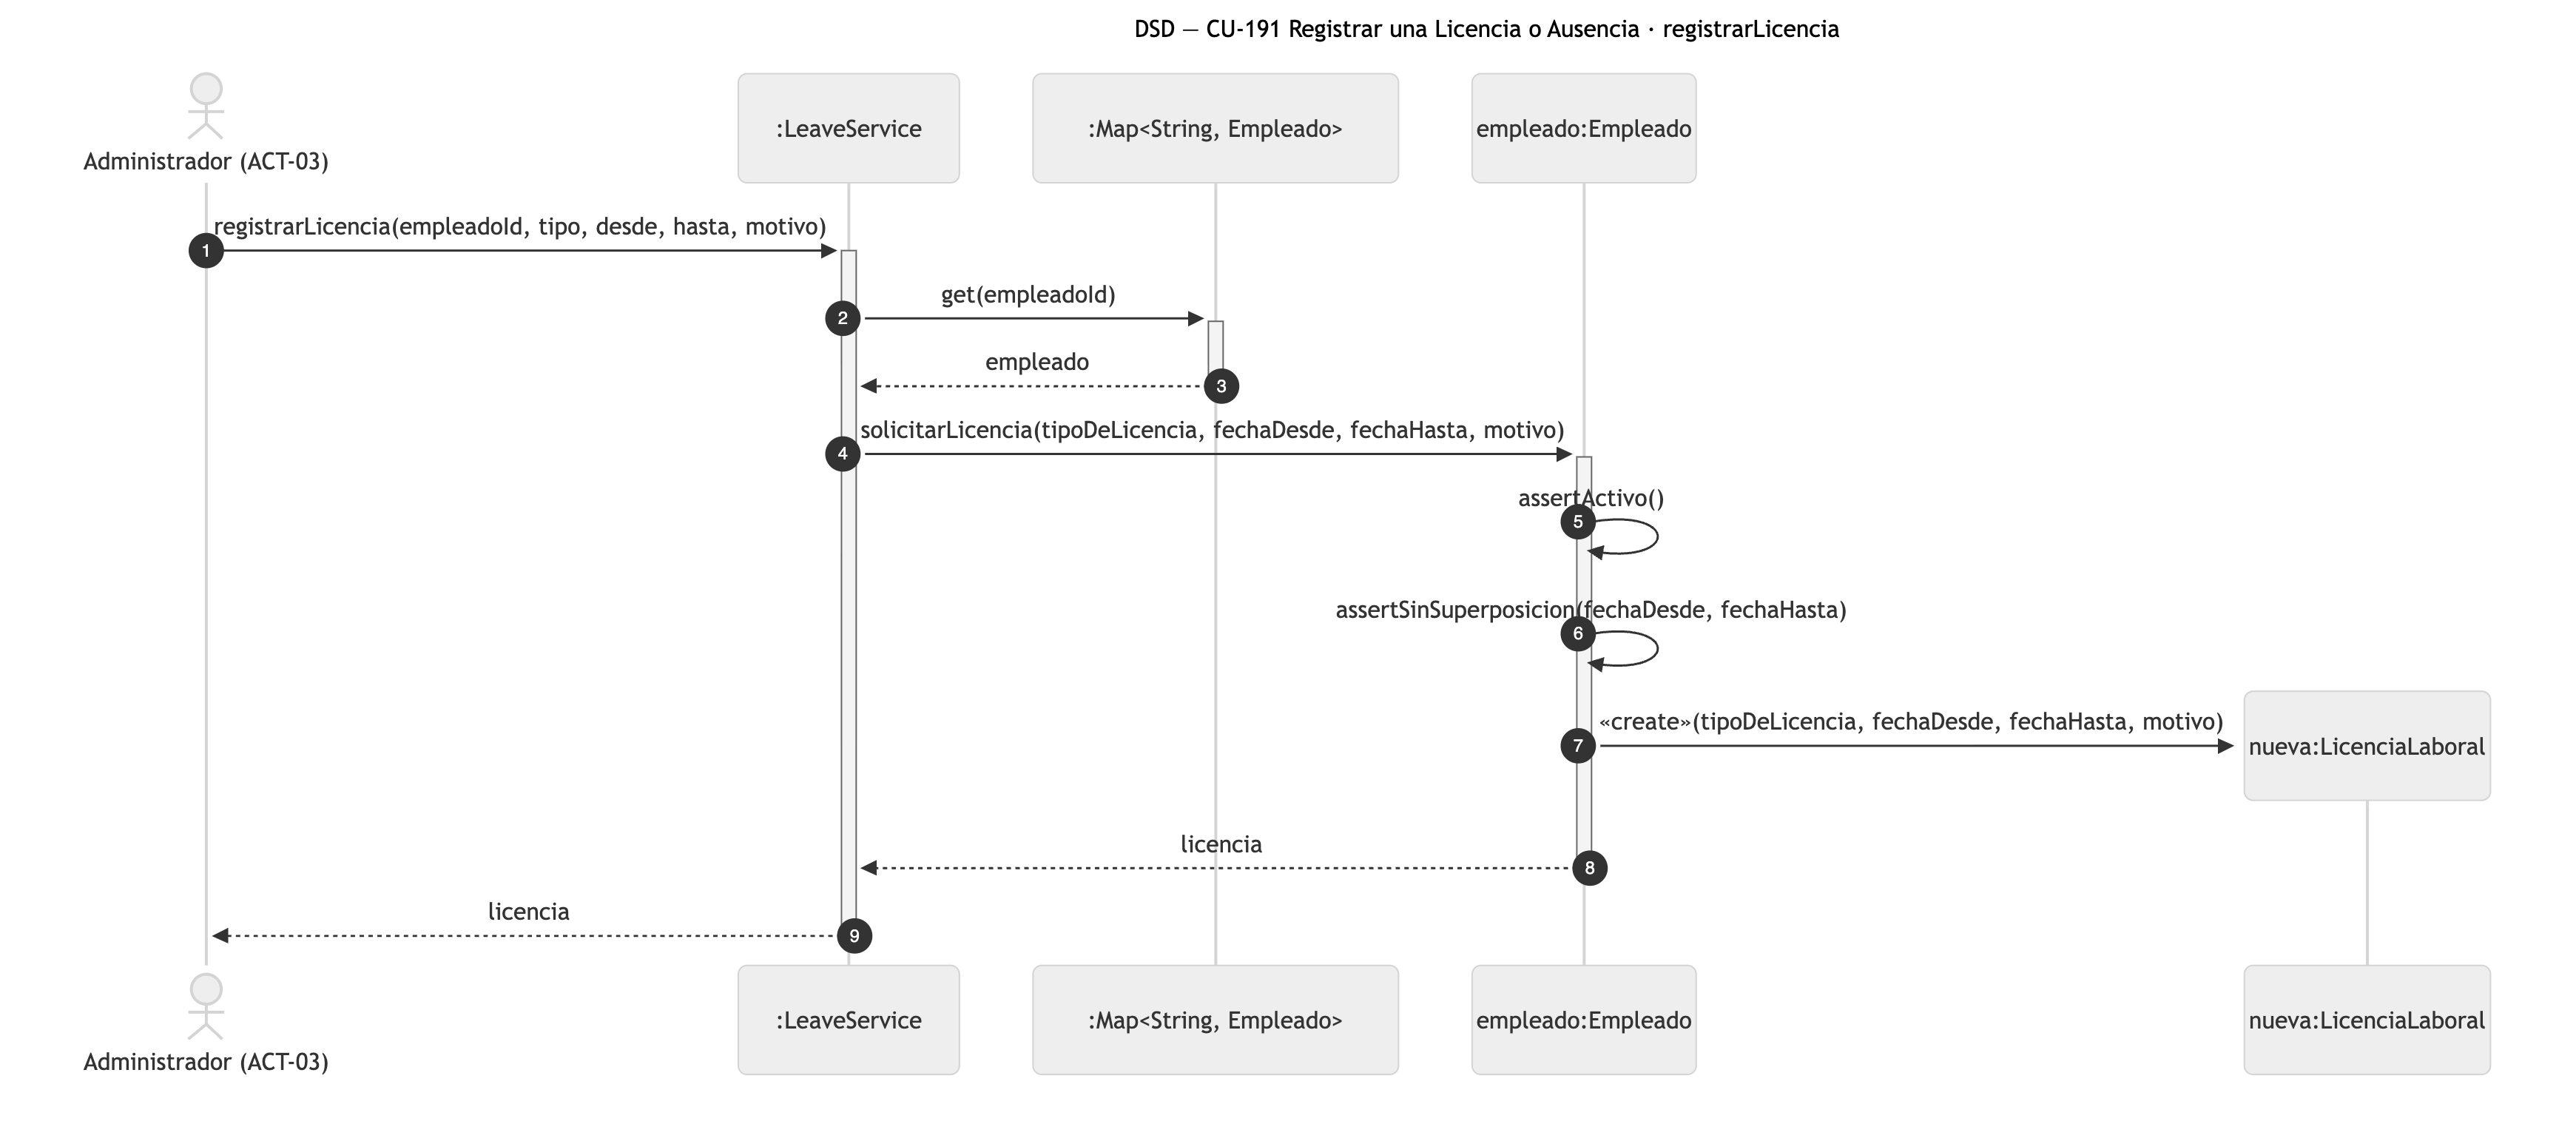 DSD — CU-191 Registrar una Licencia o Ausencia · registrarLicencia
Administrador (ACT-03)
:LeaveService
:Map<String, Empleado>
empleado:Empleado
registrarLicencia(empleadoId, tipo, desde, hasta, motivo)
1
get(empleadoId)
2
empleado
3
solicitarLicencia(tipoDeLicencia, fechaDesde, fechaHasta, motivo)
4
assertActivo()
5
assertSinSuperposicion(fechaDesde, fechaHasta)
6
«create»(tipoDeLicencia, fechaDesde, fechaHasta, motivo)
7
nueva:LicenciaLaboral
licencia
8
licencia
9
Administrador (ACT-03)
:LeaveService
:Map<String, Empleado>
empleado:Empleado
nueva:LicenciaLaboral